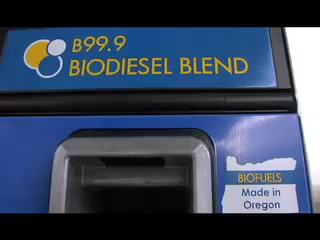 B99.9
BIODIESEL BLEND
BIOFUELS
Made in
Oregon